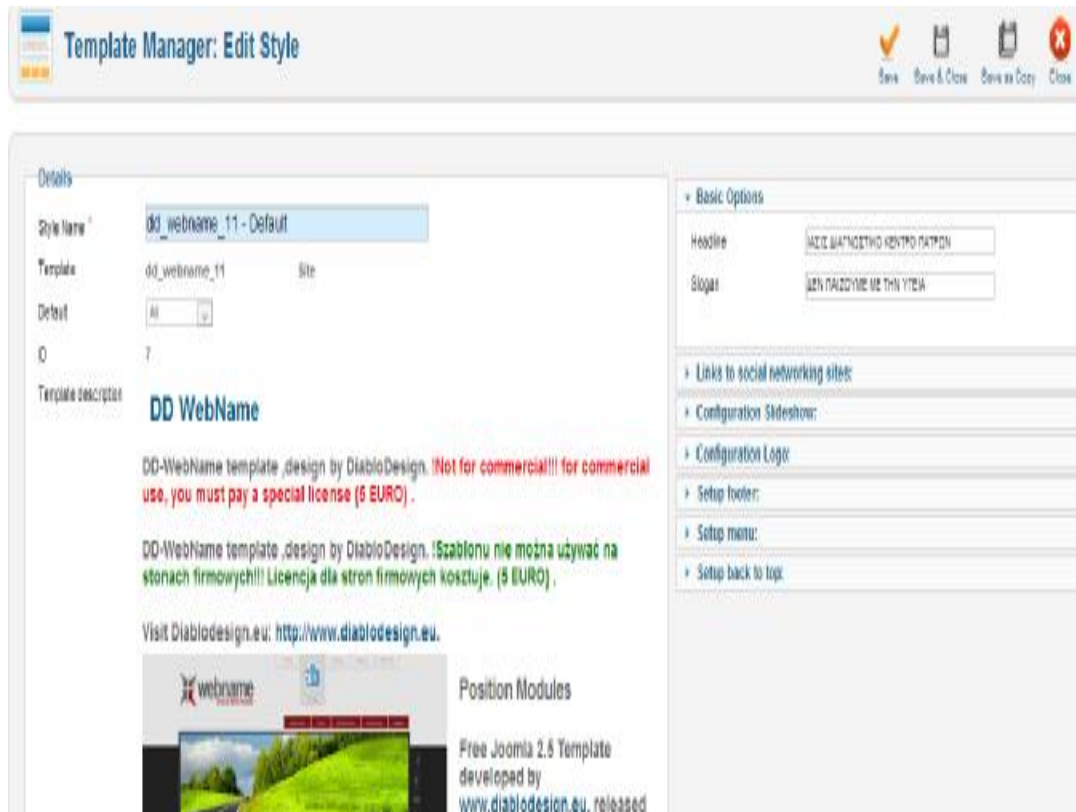 Template Manager: Edit Style
Save Save & Close Save as Copy Close
Details
Style Name *
dd_webname_11 - Default
Template
dd_webname_11 Site
Default
All
ID
7
Template description
DD WebName
DD-WebName template ,design by DiabloDesign. !Not for commercial!!! for commercial
use, you must pay a special license (5 EURO) .
DD-WebName template ,design by DiabloDesign. !Szablonu nie można używać na
stonach firmowych!!! Licencja dla stron firmowych kosztuje. (5 EURO) .
Visit Diablodesign.eu: http://www.diablodesign.eu.
webname
Position Modules
Free Joomla 2.5 Template
developed by
www.diablodesign.eu, released
Basic Options
Headline
ΙΑΣΙΣ ΔΙΑΓΝΩΣΤΙΚΟ ΚΕΝΤΡΟ ΠΑΤΡΩΝ
Slogan
ΔΕΝ ΠΑΙΖΟΥΜΕ ΜΕ ΤΗΝ ΥΓΕΙΑ
Links to social networking sites:
Configuration Slideshow:
Configuration Logo:
Setup footer:
Setup menu:
Setup back to top: